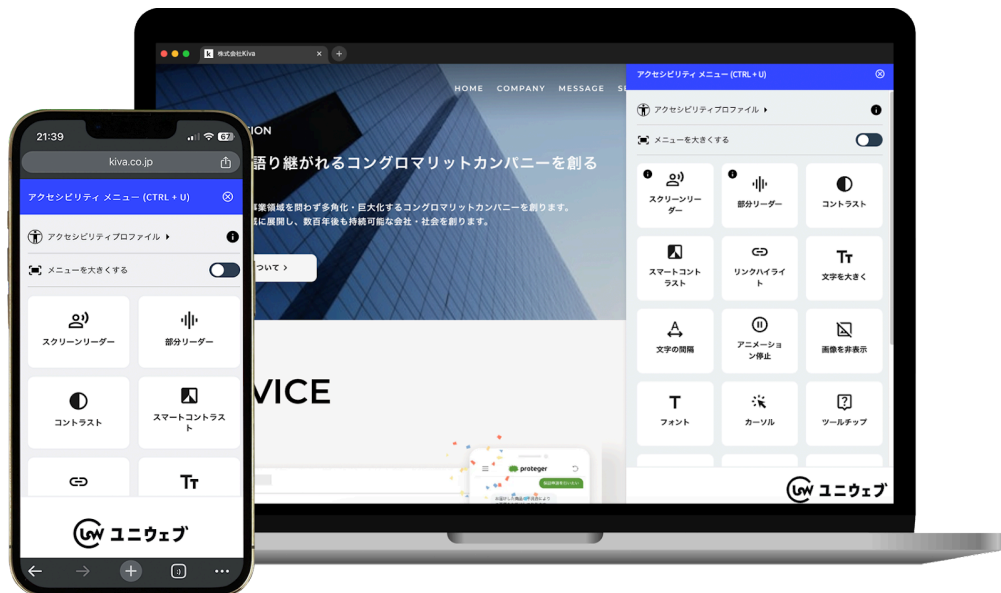 21:39
67
kiva.co.jp
アクセシビリティ メニュー (CTRL + U)
アクセシビリティプロファイル
メニューを大きくする
スクリーンリーダー
部分リーダー
コントラスト
スマートコントラス
ト
TT
UW ユニウェブ
株式会社Kiva
HOME COMPANY MESSAGE
ION
語り継がれるコングロマリットカンパニーを創る
事業領域を問わず多角化・巨大化するコングロマリットカンパニーを創ります。
に展開し、数百年後も持続可能な会社・社会を創ります。
ついて
VICE
proteger
アクセシビリティ メニュー (CTRL + U)
アクセシビリティプロファイル
メニューを大きくする
スクリーンリー
ダー
部分リーダー
コントラスト
スマートコント
ラスト
リンクハイライ
ト
TT
文字を大きく
A
文字の間隔
アニメーショ
ン停止
画像を非表示
T
フォント
カーソル
ツールチップ
UW ユニウェブ